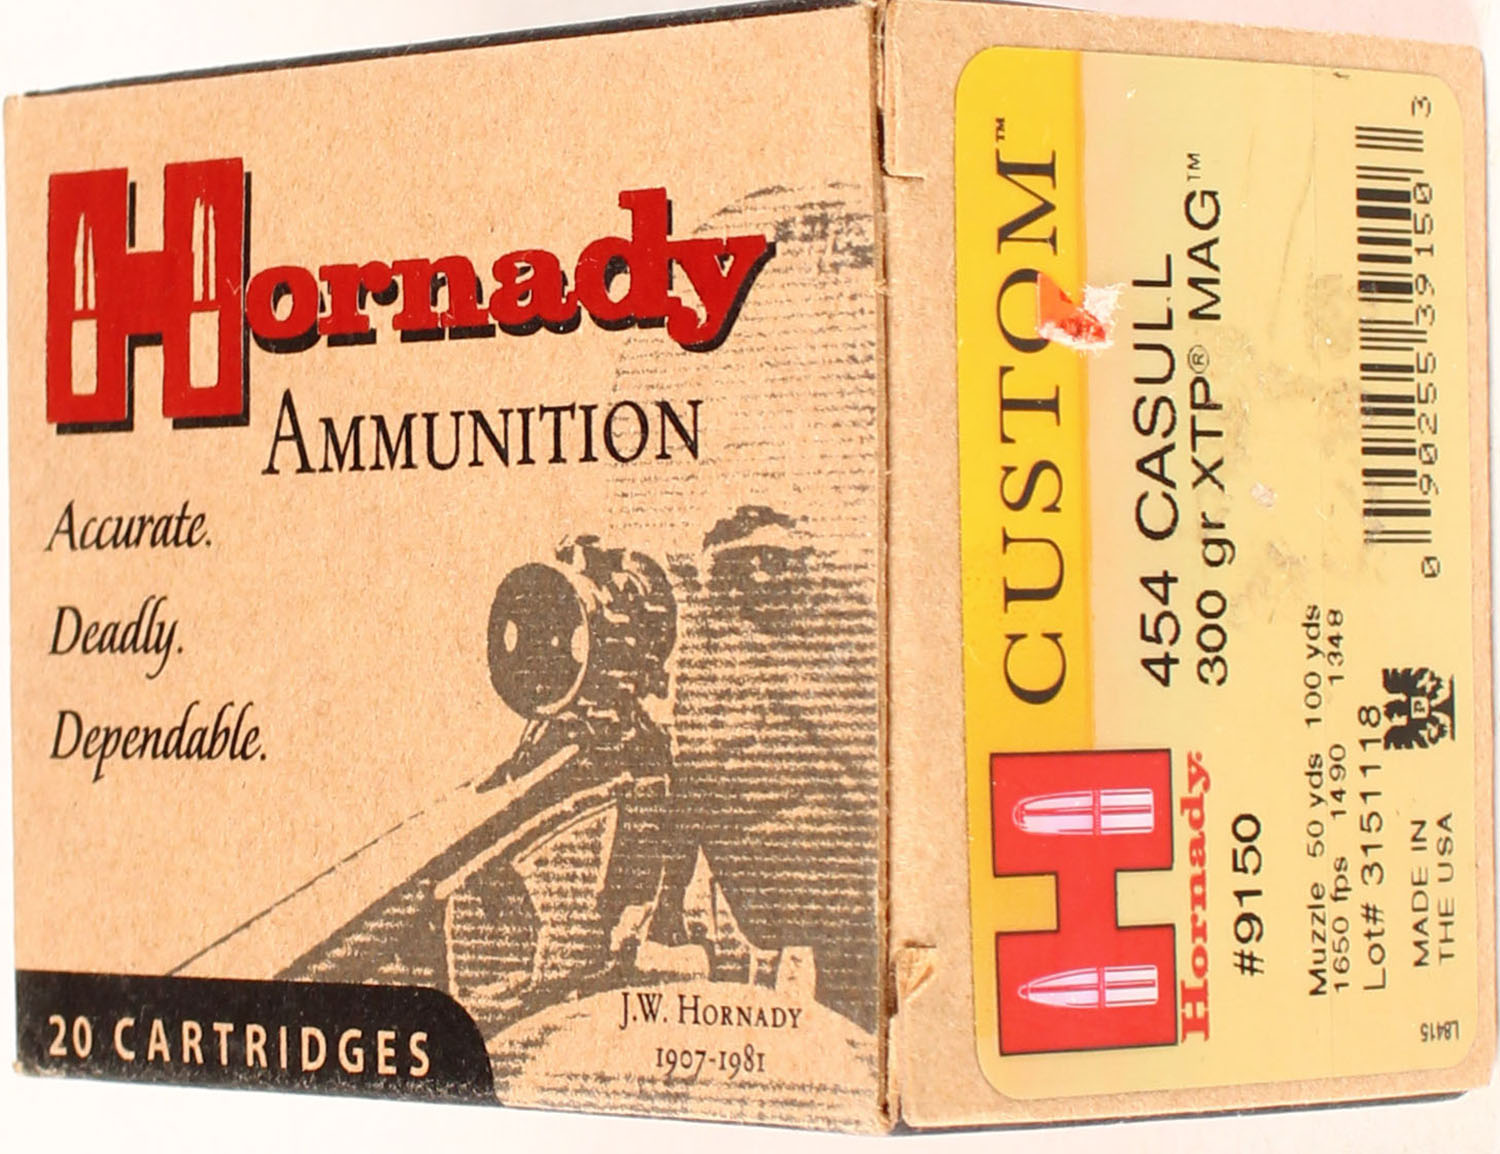 Hornady
AMMUNITION
Accurate.
Deadly.
Dependable.
20 CARTRIDGES
J.W. HORNADY
1907-1981
CUSTOM™
454 CASULL
300 gr. XTP® MAG™
Hornady
#9150
Muzzle 50 yds 100 yds
1650 fps 1490 1348
Lot# 3151118
MADE IN
THE USA
0 90255 39150 3
L8415